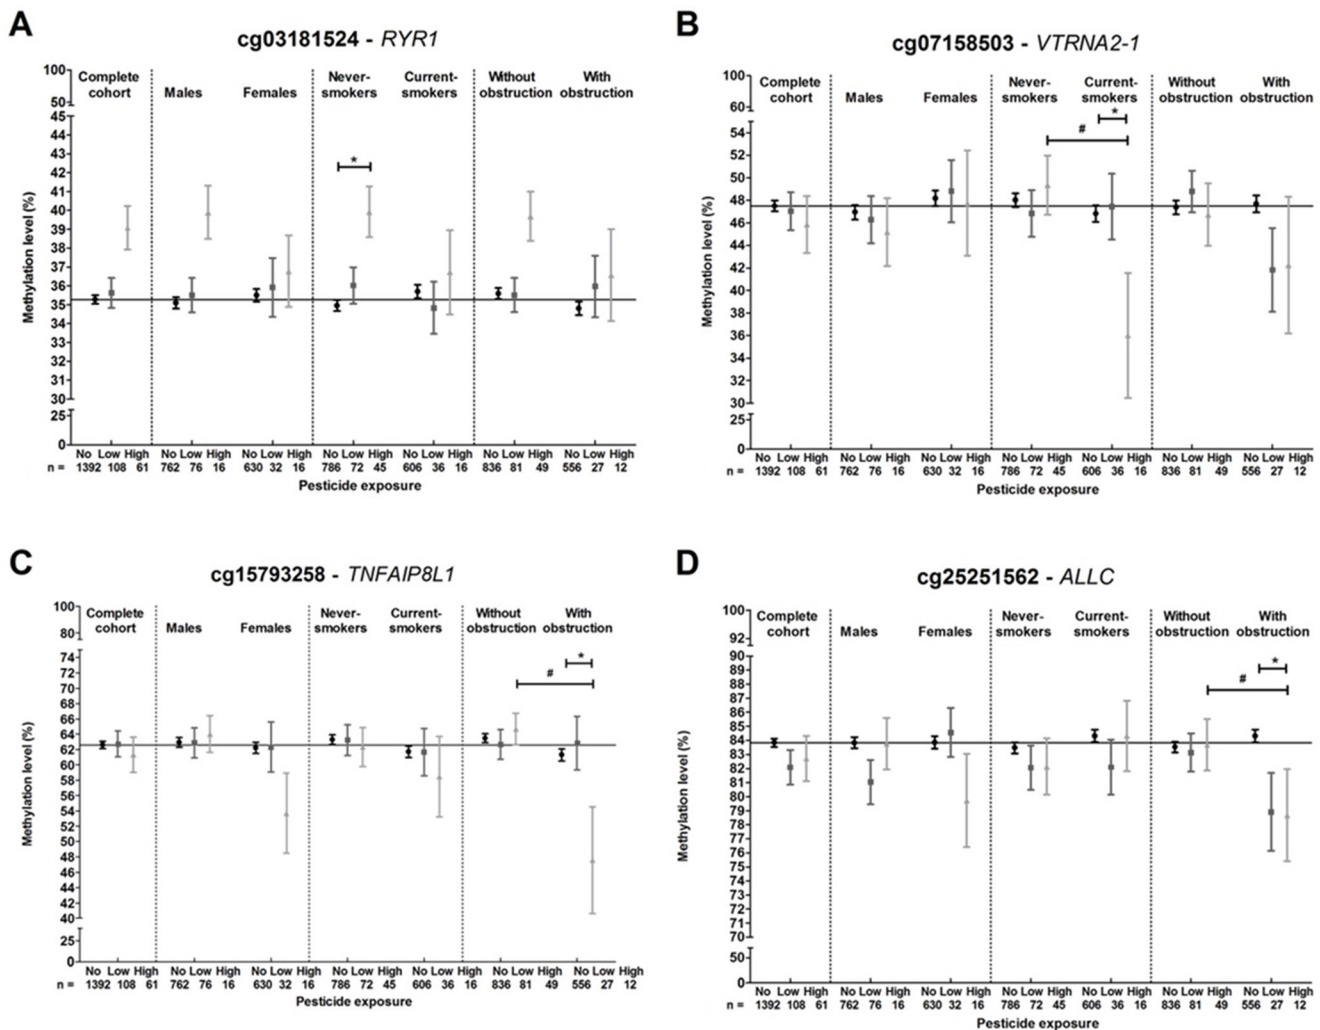 A
cg03181524 - RYR1
Complete cohort
Males
Females
Never-smokers
Current-smokers
Without obstruction
With obstruction
100
50
45
44
43
42
41
40
39
38
37
36
35
34
33
32
31
30
25
0
Methylation level (%)
*
No Low High No Low High No Low High No Low High No Low High No Low High No Low High
n = 1392 108 61 762 76 16 630 32 16 786 72 45 606 36 16 836 81 49 556 27 12
Pesticide exposure
B
cg07158503 - VTRNA2-1
Complete cohort
Males
Females
Never-smokers
Current-smokers
Without obstruction
With obstruction
100
60
54
52
50
48
46
44
42
40
38
36
34
32
30
25
0
Methylation level (%)
*
#
No Low High No Low High No Low High No Low High No Low High No Low High No Low High
n = 1392 108 61 762 76 16 630 32 16 786 72 45 606 36 16 836 81 49 556 27 12
Pesticide exposure
C
cg15793258 - TNFAIP8L1
Complete cohort
Males
Females
Never-smokers
Current-smokers
Without obstruction
With obstruction
100
80
74
72
70
68
66
64
62
60
58
56
54
52
50
48
46
44
42
40
25
0
Methylation level (%)
*
#
No Low High No Low High No Low High No Low High No Low High No Low High No Low High
n = 1392 108 61 762 76 16 630 32 16 786 72 45 606 36 16 836 81 49 556 27 12
Pesticide exposure
D
cg25251562 - ALLC
Complete cohort
Males
Females
Never-smokers
Current-smokers
Without obstruction
With obstruction
100
92
90
89
88
87
86
85
84
83
82
81
80
79
78
77
76
75
74
73
72
71
70
50
0
Methylation level (%)
*
#
No Low High No Low High No Low High No Low High No Low High No Low High No Low High
n = 1392 108 61 762 76 16 630 32 16 786 72 45 606 36 16 836 81 49 556 27 12
Pesticide exposure